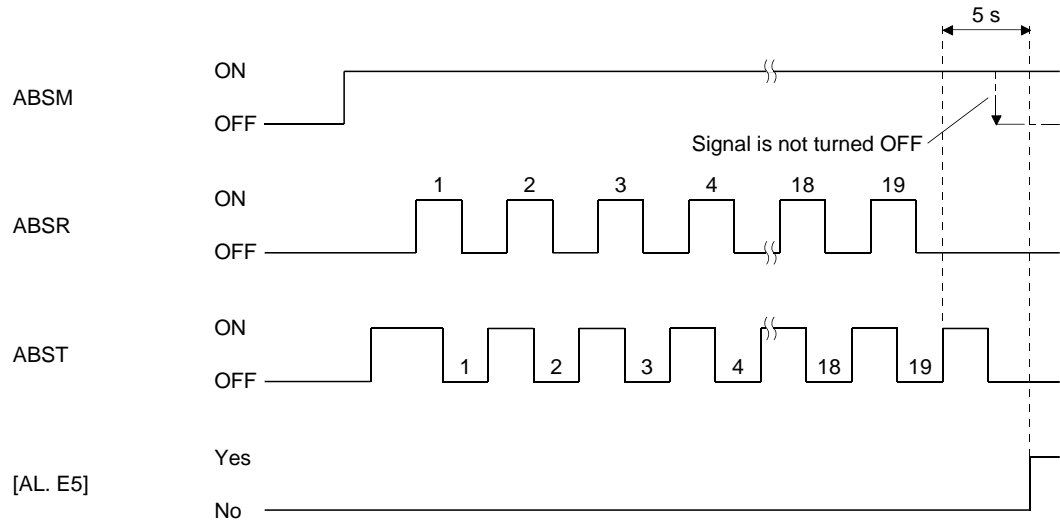 5 s
ABSM
ON
OFF
Signal is not turned OFF
ABSR
ON
OFF
1 2 3 4 18 19
ABST
ON
OFF
1 2 3 4 18 19
[AL. E5]
Yes
No